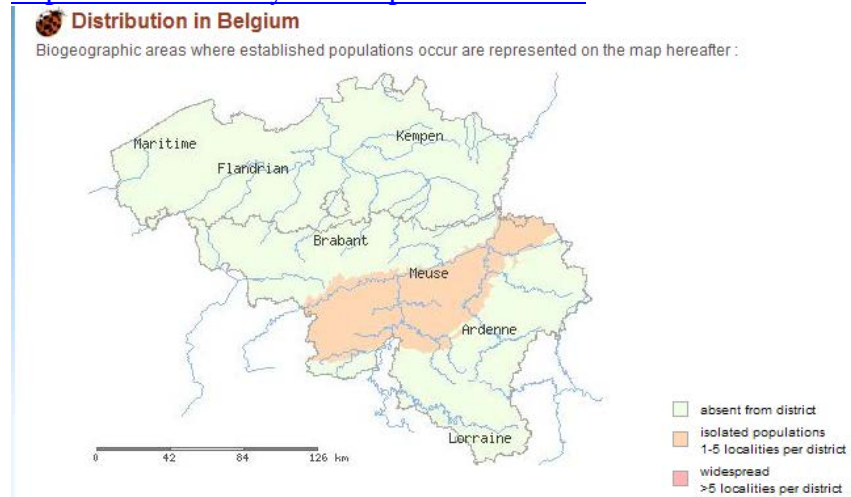 Distribution in Belgium
Biogeographic areas where established populations occur are represented on the map hereafter :
Maritime
Kempen
Flandrian
Brabant
Meuse
Ardenne
Lorraine
absent from district
isolated populations
1-5 localities per district
widespread
>5 localities per district
0 42 84 126 km